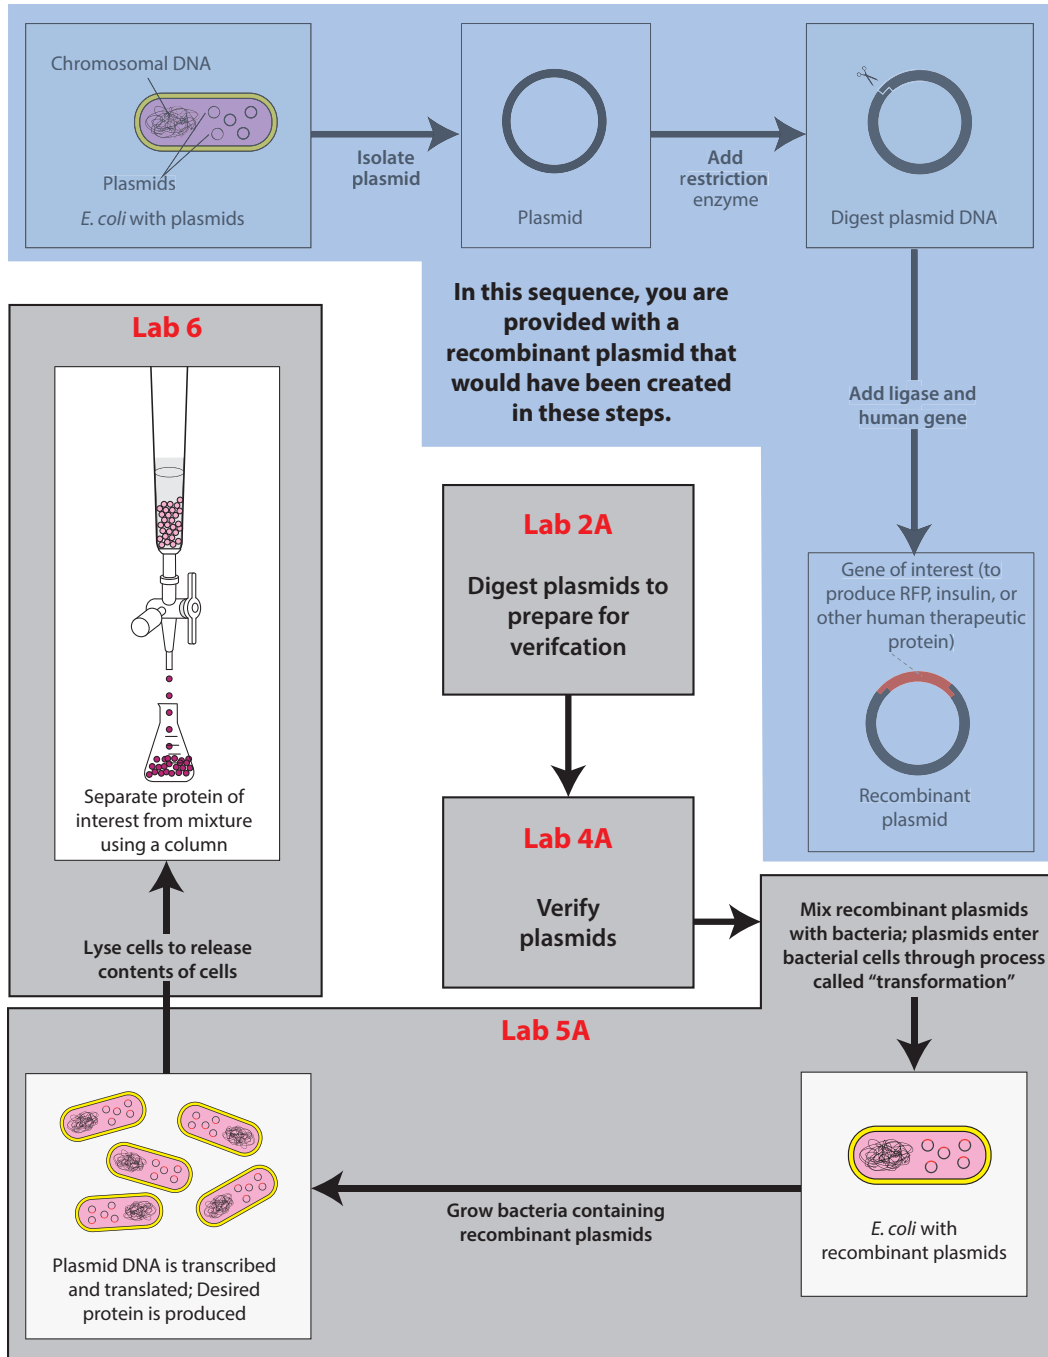 Chromosomal DNA
Plasmids
E. coli with plasmids
Isolate
plasmid
Plasmid
Add
restriction
enzyme
Digest plasmid DNA
In this sequence, you are
provided with a
recombinant plasmid that
would have been created
in these steps.
Add ligase and
human gene
Gene of interest (to
produce RFP, insulin, or
other human therapeutic
protein)
Recombinant
plasmid
Lab 2A
Digest plasmids to
prepare for
verifcation
Lab 4A
Verify
plasmids
Mix recombinant plasmids
with bacteria; plasmids enter
bacterial cells through process
called “transformation”
Lab 5A
E. coli with
recombinant plasmids
Grow bacteria containing
recombinant plasmids
Plasmid DNA is transcribed
and translated; Desired
protein is produced
Lab 6
Lyse cells to release
contents of cells
Separate protein of
interest from mixture
using a column